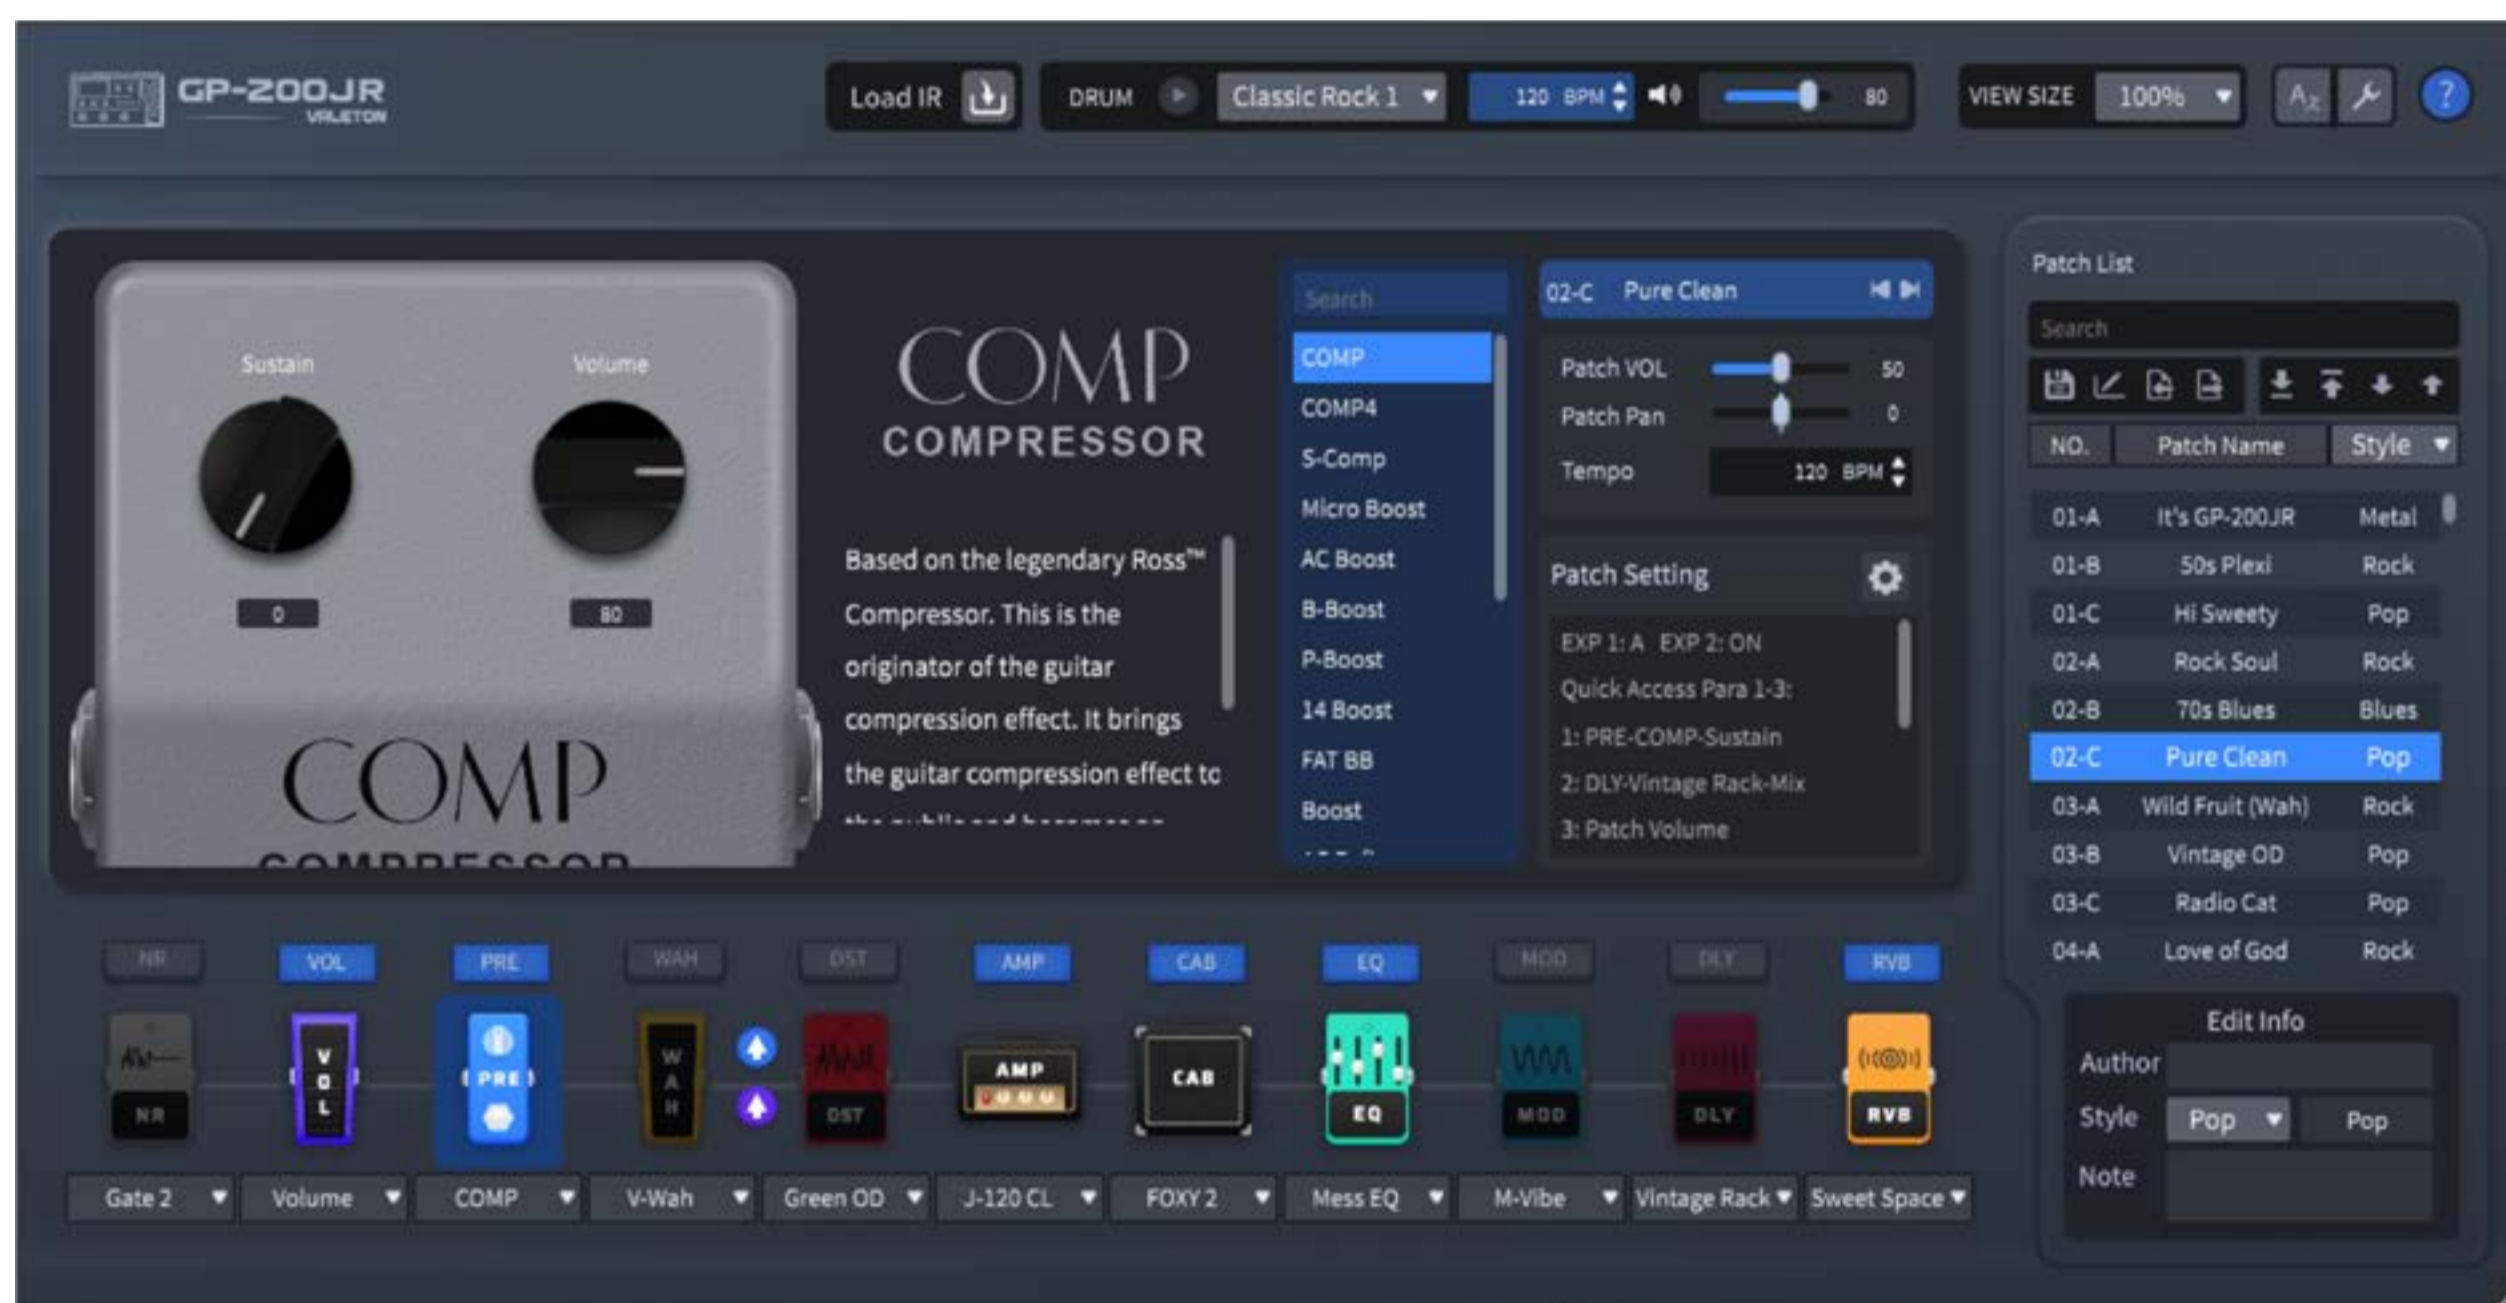 GP-200JR
VALETON
Load IR
DRUM
Classic Rock 1
120 BPM
80
VIEW SIZE
100%
?
Sustain
Volume
0
80
COMP
COMPRESSOR
COMP
COMPRESSOR
Based on the legendary Ross™
Compressor. This is the
originator of the guitar
compression effect. It brings
the guitar compression effect to
the public and becomes an
Search
COMP
COMP4
S-Comp
Micro Boost
AC Boost
B-Boost
P-Boost
14 Boost
FAT BB
Boost
02-C Pure Clean
Patch VOL 50
Patch Pan 0
Tempo 120 BPM
Patch Setting
EXP 1: A EXP 2: ON
Quick Access Para 1-3:
1: PRE-COMP-Sustain
2: DLY-Vintage Rack-Mix
3: Patch Volume
Patch List
Search
NO. Patch Name Style
01-A It's GP-200JR Metal
01-B 50s Plexi Rock
01-C Hi Sweety Pop
02-A Rock Soul Rock
02-B 70s Blues Blues
02-C Pure Clean Pop
03-A Wild Fruit (Wah) Rock
03-B Vintage OD Pop
03-C Radio Cat Pop
04-A Love of God Rock
Edit Info
Author
Style Pop Pop
Note
NR VOL PRE WAH DST AMP CAB EQ MOD DLY RVB
NR VOL PRE WAH DST AMP CAB EQ MOD DLY RVB
Gate 2 Volume COMP V-Wah Green OD J-120 CL FOXY 2 Mess EQ M-Vibe Vintage Rack Sweet Space